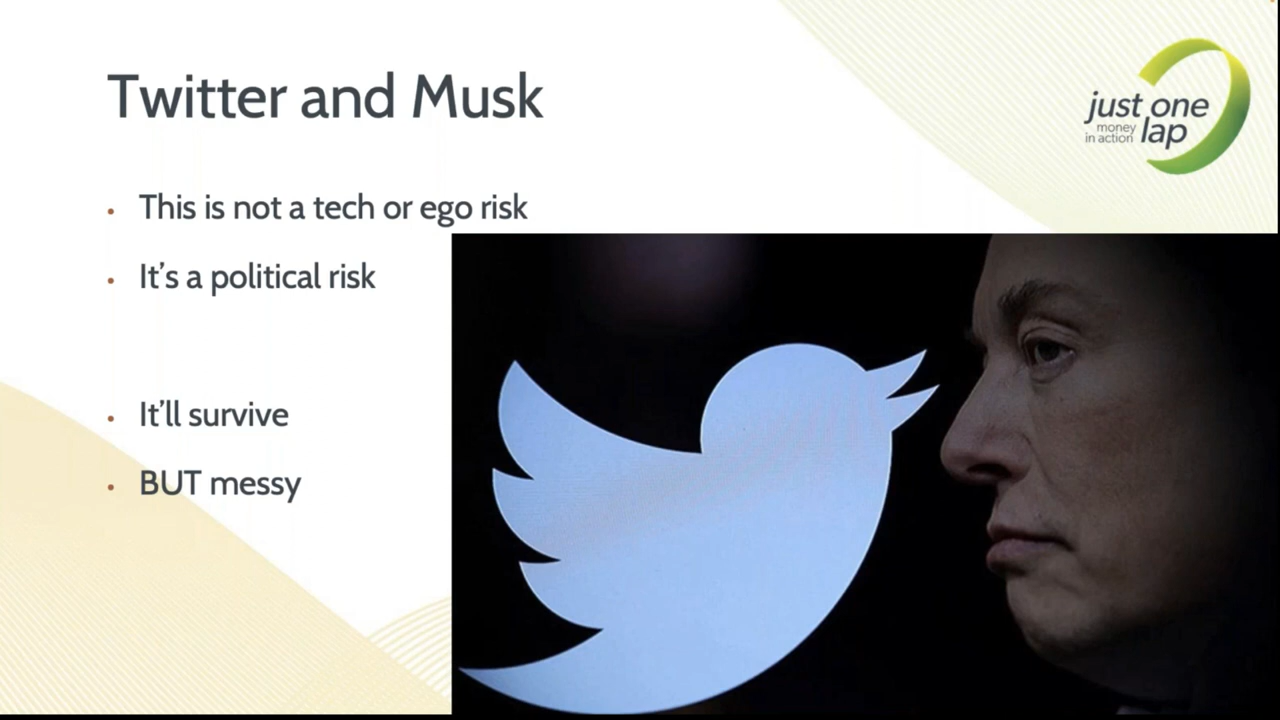 Twitter and Musk
just one
money
in action lap
• This is not a tech or ego risk
• It’s a political risk
• It’ll survive
• BUT messy